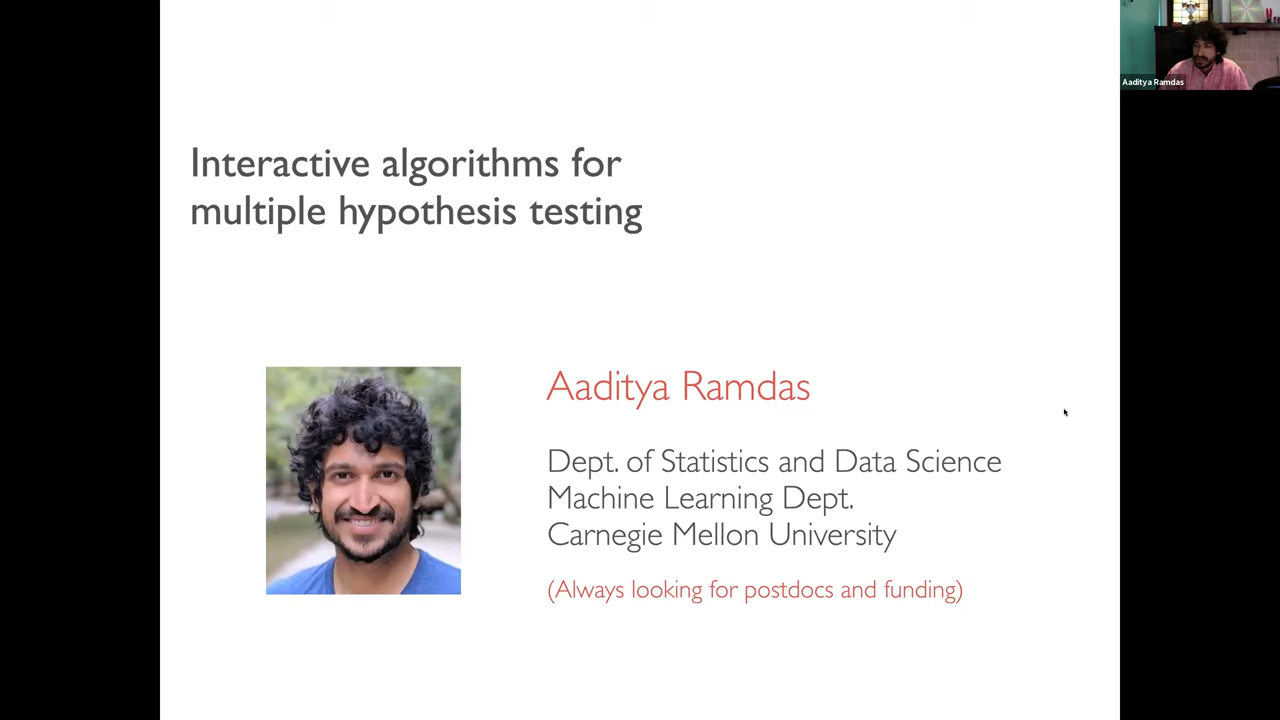 Interactive algorithms for
multiple hypothesis testing
Aaditya Ramdas
Aaditya Ramdas
Dept. of Statistics and Data Science
Machine Learning Dept.
Carnegie Mellon University
(Always looking for postdocs and funding)